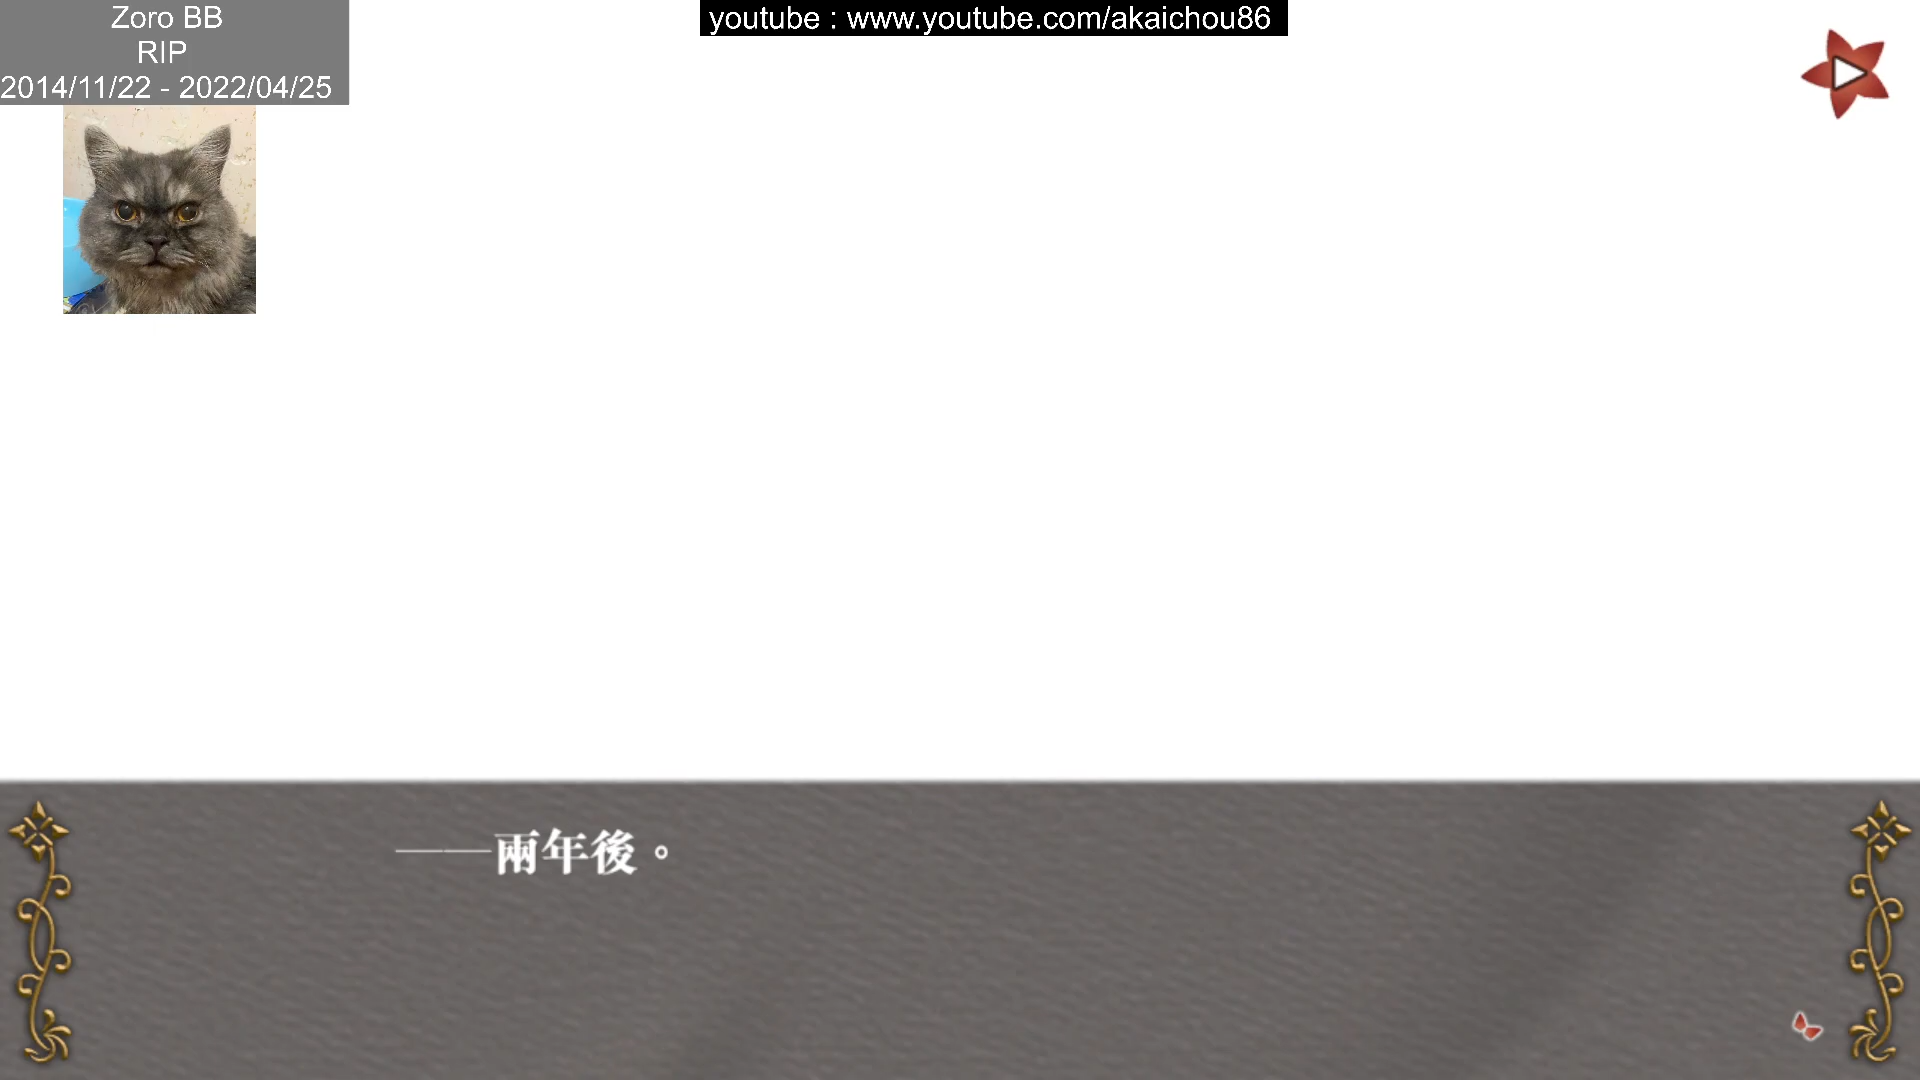 Zoro BB
RIP
2014/11/22 - 2022/04/25
youtube : www.youtube.com/akaichou86
——兩年後。